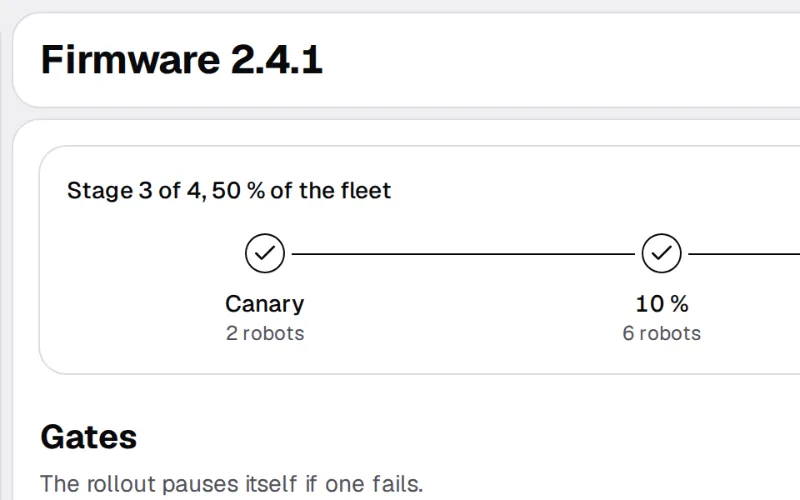 Firmware 2.4.1
Stage 3 of 4, 50 % of the fleet
Canary
2 robots
10 %
6 robots
Gates
The rollout pauses itself if one fails.